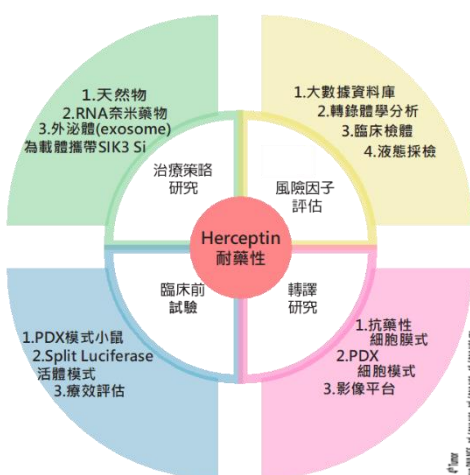 1.天然物
2.RNA奈米藥物
3.外泌體(exosome)
為載體攜帶SIK3 Si
1.大數據資料庫
2.轉錄體學分析
3.臨床檢體
4.液態採檢
治療策略
研究
風險因子
評估
Herceptin
耐藥性
臨床前
試驗
轉譯
研究
1.PDX模式小鼠
2.Split Luciferase
活體模式
3.療效評估
1.抗藥性
細胞膜式
2.PDX
細胞模式
3.影像平台